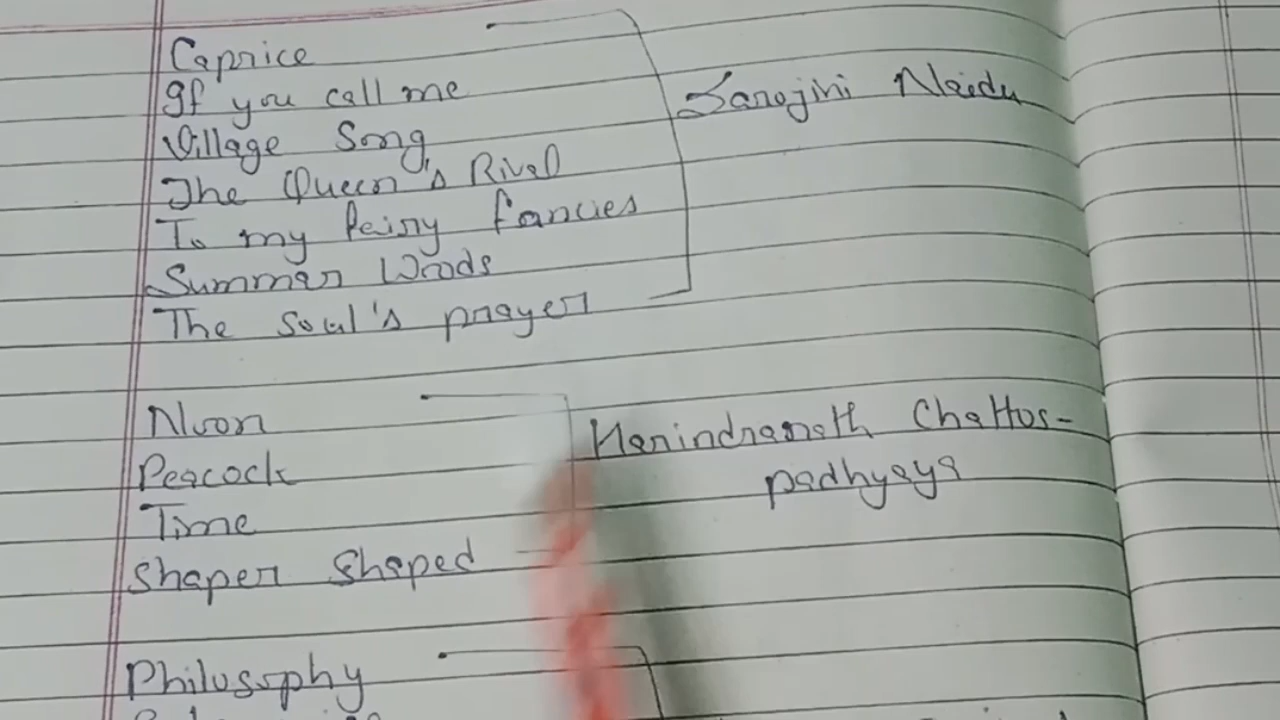 Caprice
If you call me
Village Song
The Queen's Rival
To my fairy fancies
Summer Woods
The Soul's prayer
Sarojini Naidu
Noon
Peacock
Time
Shaper Shaped
Harindranath Chattos-
padhyaya
Philosophy